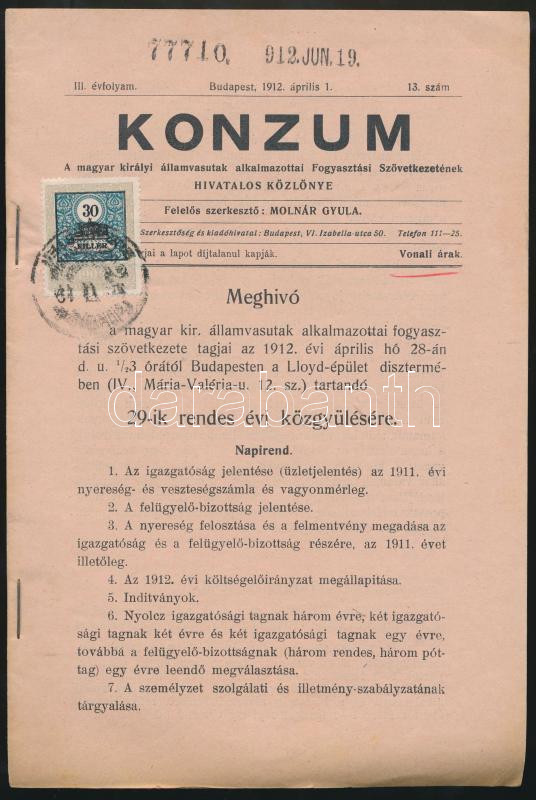 77710. 912.JUN.19.
III. évfolyam. Budapest, 1912. április 1. 13. szám
KONZUM
A magyar királyi államvasutak alkalmazottai Fogyasztási Szövetkezetének
HIVATALOS KÖZLÖNYE
Felelős szerkesztő: MOLNÁR GYULA.
30
FILLÉR
Szerkesztőség és kiadóhivatal: Budapest, VI. Izabella-utca 50. Telefon 111—25.
a lapot díjtalanul kapják. Vonali árak.
Meghivó
a magyar kir. államvasutak alkalmazottai fogyasz-
tási szövetkezete tagjai az 1912. évi április hó 28-án
d. u. ½3 órától Budapesten a Lloyd-épület disztermé-
ben (IV., Mária-Valéria-u. 12. sz.) tartandó
darabanth
29-ik rendes évi közgyülésére.
Napirend.
1. Az igazgatóság jelentése (üzletjelentés) az 1911. évi
nyereség- és veszteségszámla és vagyonmérleg.
2. A felügyelő-bizottság jelentése.
3. A nyereség felosztása és a felmentvény megadása az
igazgatóság és a felügyelő-bizottság részére, az 1911. évet
illetőleg.
4. Az 1912. évi költségelőirányzat megállapitása.
5. Inditványok.
6. Nyolcz igazgatósági tagnak három évre, két igazgató-
sági tagnak két évre és két igazgatósági tagnak egy évre,
továbbá a felügyelő-bizottságnak (három rendes, három pót-
tag) egy évre leendő megválasztása.
7. A személyzet szolgálati és illetmény-szabályzatának
tárgyalása.